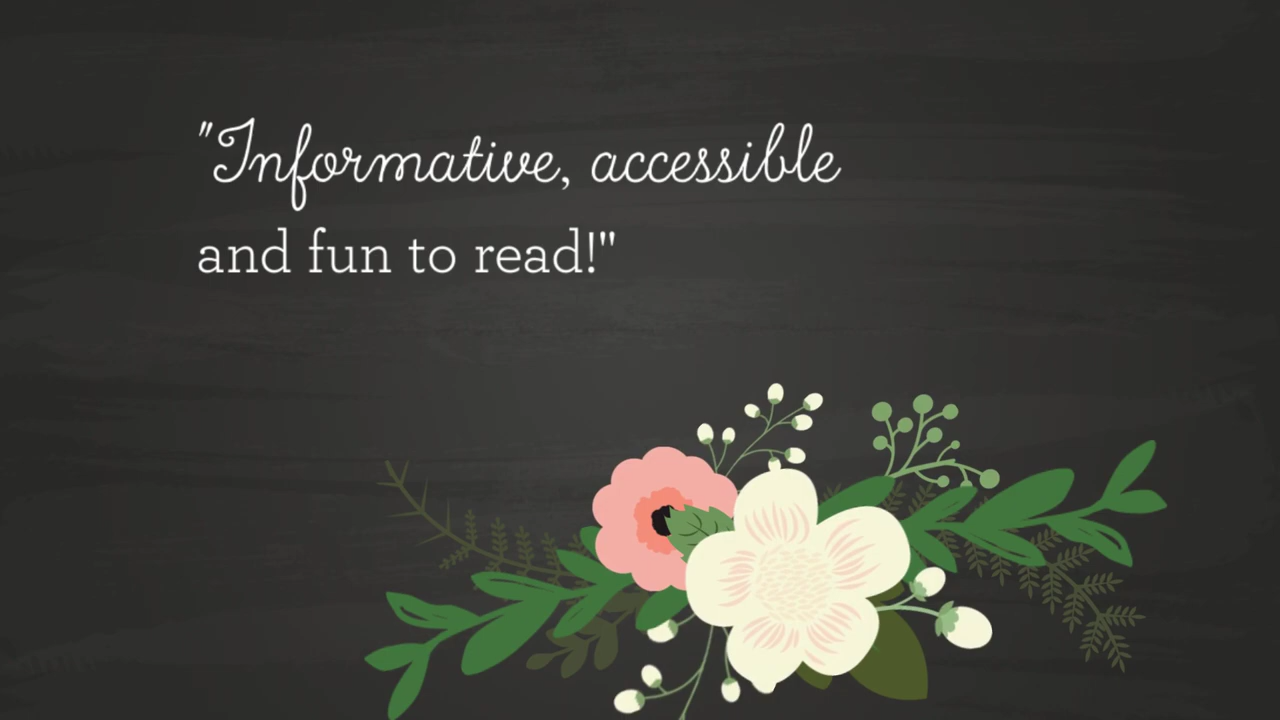 "Informative, accessible
and fun to read!"